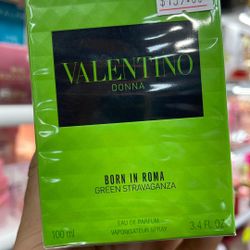 VALENTINO
DONNA
BORN IN ROMA
GREEN STRAVAGANZA
EAU DE PARFUM
VAPORISATEUR SPRAY
100 ml
3.4 FL. OZ